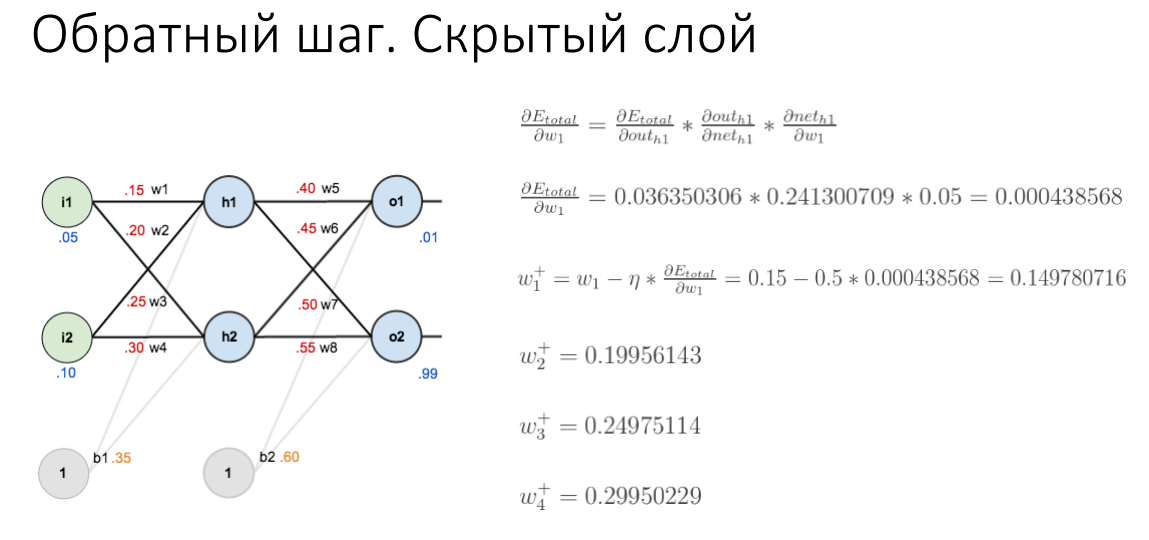 Обратный шаг. Скрытый слой
i1
.05
i2
.10
.15 w1
.20 w2
.25 w3
.30 w4
h1
h2
.40 w5
.45 w6
.50 w7
.55 w8
o1
.01
o2
.99
1
b1 .35
1
b2 .60
∂E_total/∂w_1 = ∂E_total/∂out_h1 * ∂out_h1/∂net_h1 * ∂net_h1/∂w_1
∂E_total/∂w_1 = 0.036350306 * 0.241300709 * 0.05 = 0.000438568
w_1^+ = w_1 − η * ∂E_total/∂w_1 = 0.15 − 0.5 * 0.000438568 = 0.149780716
w_2^+ = 0.19956143
w_3^+ = 0.24975114
w_4^+ = 0.29950229